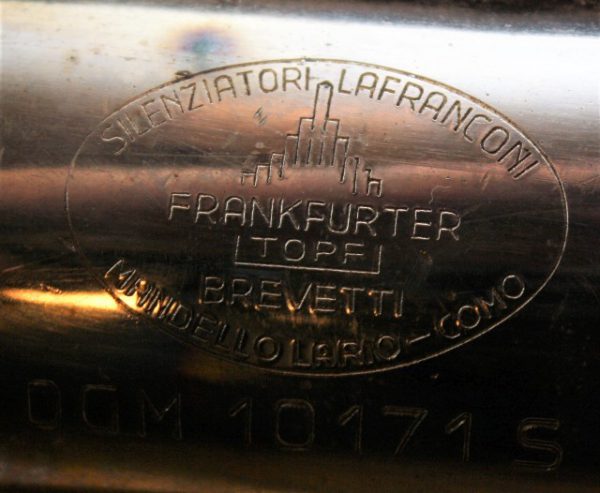 SILENZIATORI LAFRANCONI
FRANKFURTER
TOPF
BREVETTI
MANDELLO LARIO - COMO
DGM 10171 S